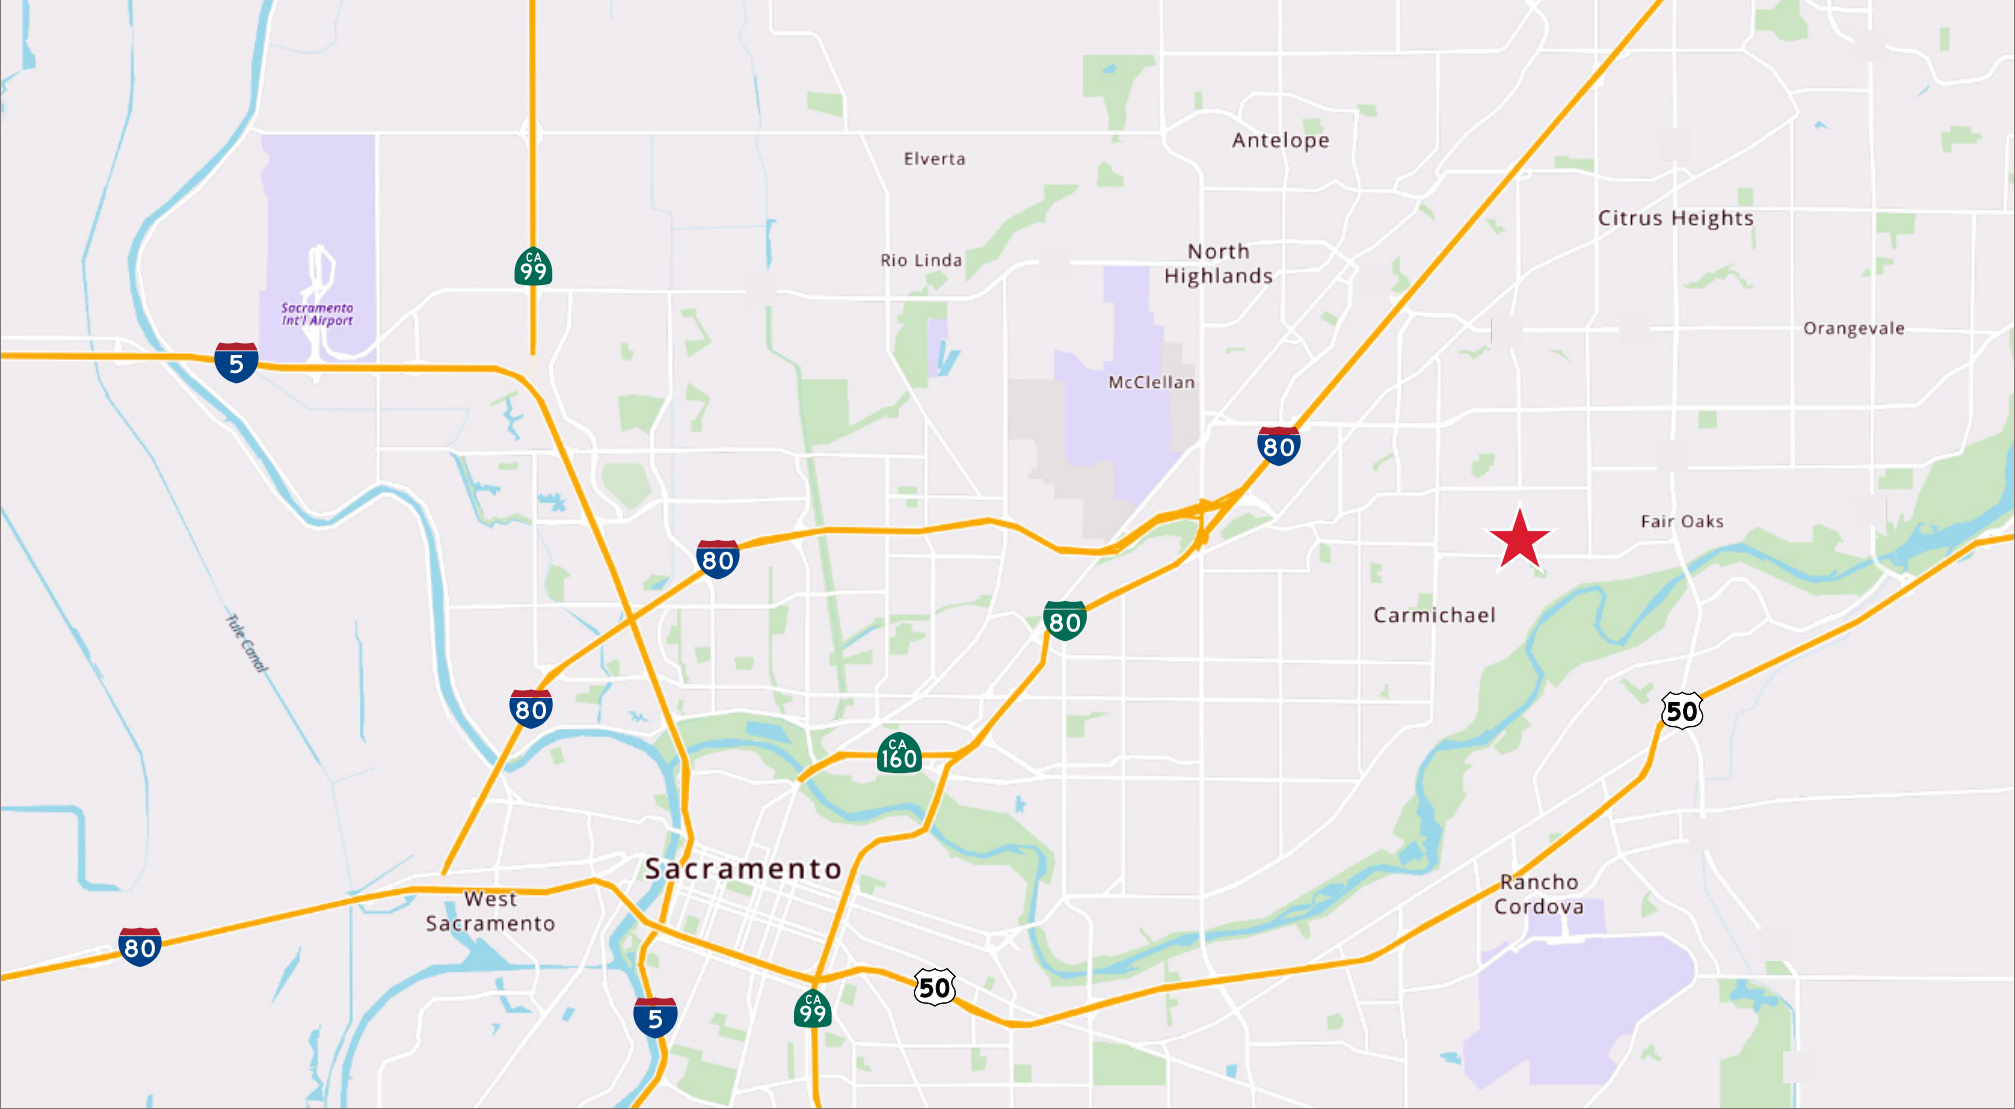 Antelope
Elverta
Citrus Heights
CA
99
Rio Linda
North
Highlands
Sacramento
Int'l Airport
Orangevale
5
McClellan
80
Fair Oaks
80
80
Carmichael
Tule Canal
80
50
CA
160
Sacramento
Rancho
Cordova
West
Sacramento
80
50
CA
99
5